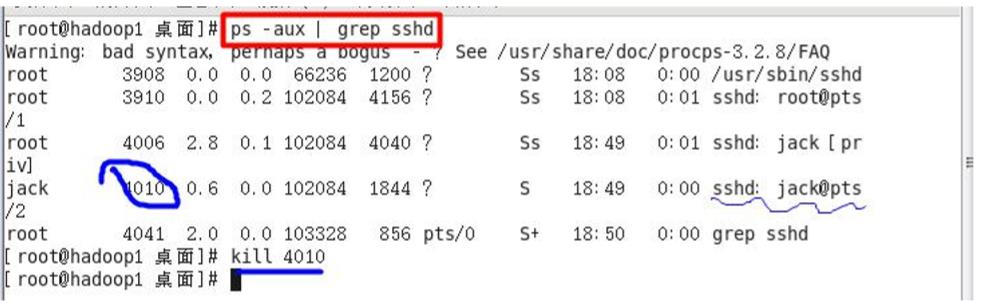 [root@hadoop1 桌面]# ps -aux | grep sshd
Warning: bad syntax, perhaps a bogus '-'? See /usr/share/doc/procps-3.2.8/FAQ
root 3908 0.0 0.0 66236 1200 ? Ss 18:08 0:00 /usr/sbin/sshd
root 3910 0.0 0.2 102084 4156 ? Ss 18:08 0:01 sshd: root@pts
/1
root 4006 2.8 0.1 102084 4040 ? Ss 18:49 0:01 sshd: jack [pr
iv]
jack 4010 0.6 0.0 102084 1844 ? S 18:49 0:00 sshd: jack@pts
/2
root 4041 2.0 0.0 103328 856 pts/0 S+ 18:50 0:00 grep sshd
[root@hadoop1 桌面]# kill 4010
[root@hadoop1 桌面]#